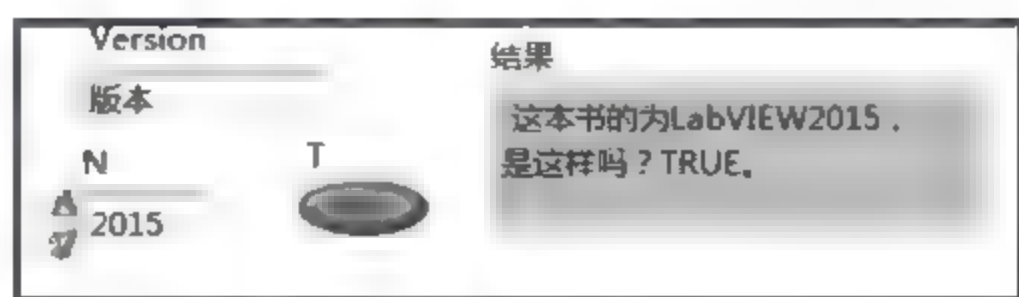 Version
版本
N
2015
T
结果
这本书的为LabVIEW2015，
是这样吗？TRUE。